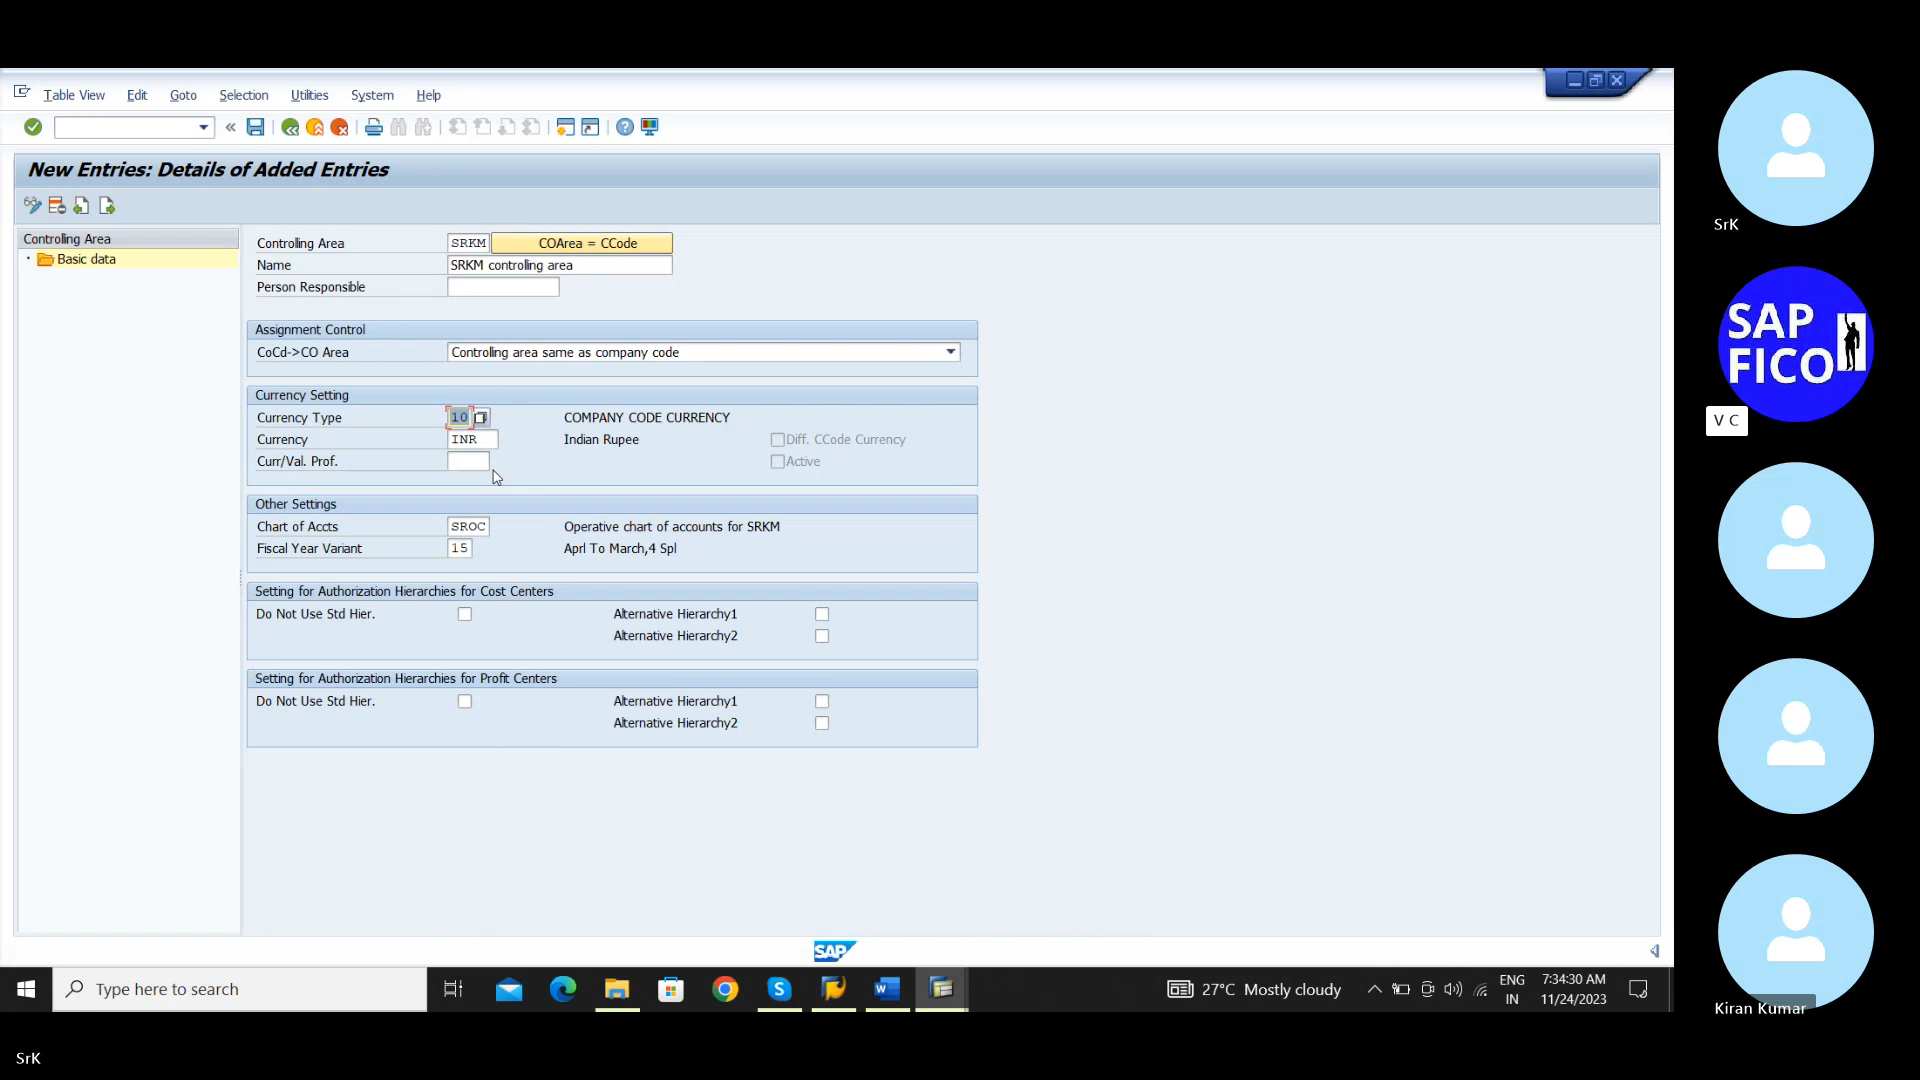 Table View Edit Goto Selection Utilities System Help
New Entries: Details of Added Entries
Controling Area
Basic data
Controling Area SRKM COArea = CCode
Name SRKM controling area
Person Responsible
Assignment Control
CoCd->CO Area Controling area same as company code
Currency Setting
Currency Type 10 COMPANY CODE CURRENCY
Currency INR Indian Rupee Diff. CCode Currency
Curr/Val. Prof. Active
Other Settings
Chart of Accts SROC Operative chart of accounts for SRKM
Fiscal Year Variant 15 Aprl To March,4 Spl
Setting for Authorization Hierarchies for Cost Centers
Do Not Use Std Hier. Alternative Hierarchy1
Alternative Hierarchy2
Setting for Authorization Hierarchies for Profit Centers
Do Not Use Std Hier. Alternative Hierarchy1
Alternative Hierarchy2
SAP
Type here to search
27°C Mostly cloudy
ENG
IN
7:34:30 AM
11/24/2023
SrK
SAP
FICO
V C
Kiran Kumar
SrK